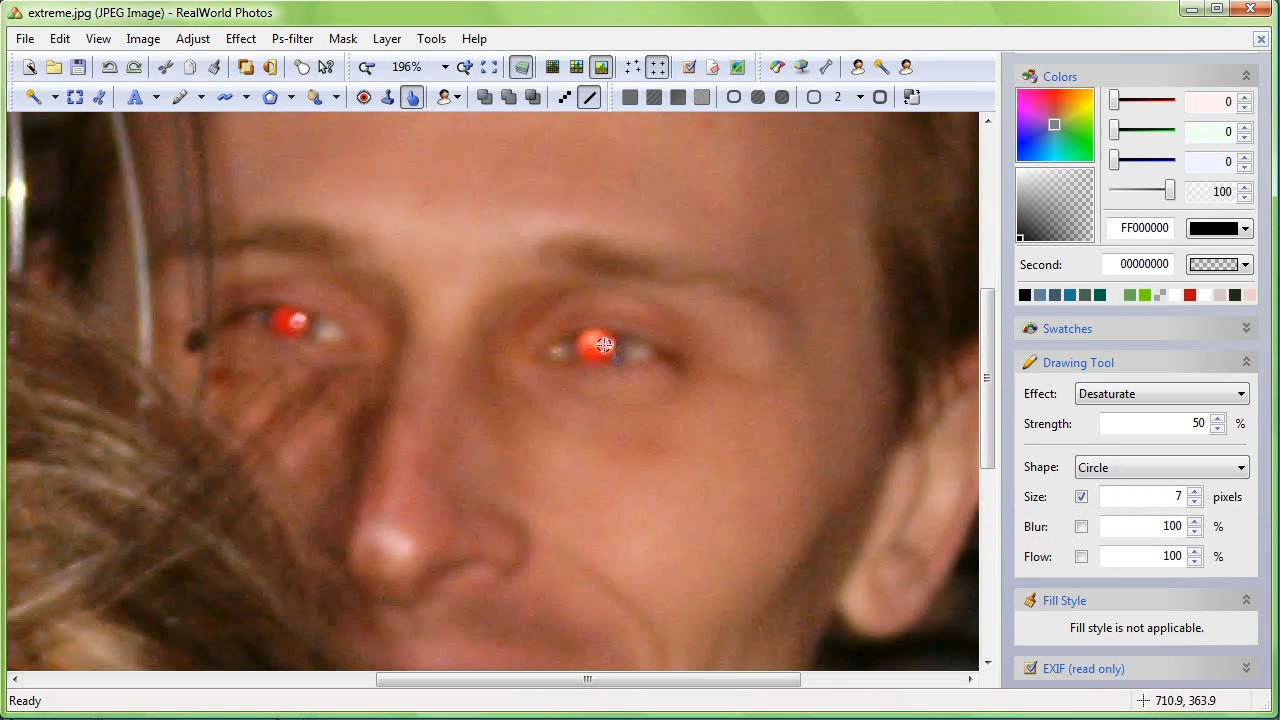 extreme.jpg (JPEG Image) - RealWorld Photos
File Edit View Image Adjust Effect Ps-filter Mask Layer Tools Help
196%
2
Colors
0
0
0
100
FF000000
Second: 00000000
Swatches
Drawing Tool
Effect: Desaturate
Strength: 50 %
Shape: Circle
Size: 7 pixels
Blur: 100 %
Flow: 100 %
Fill Style
Fill style is not applicable.
EXIF (read only)
Ready 710.9, 363.9